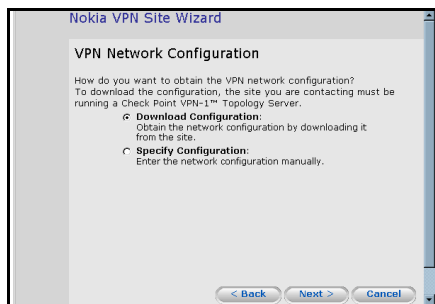 Nokia VPN Site Wizard
VPN Network Configuration
How do you want to obtain the VPN network configuration?
To download the configuration, the site you are contacting must be
running a Check Point VPN-1™ Topology Server.
Download Configuration:
Obtain the network configuration by downloading it
from the site.
Specify Configuration:
Enter the network configuration manually.
< Back
Next >
Cancel